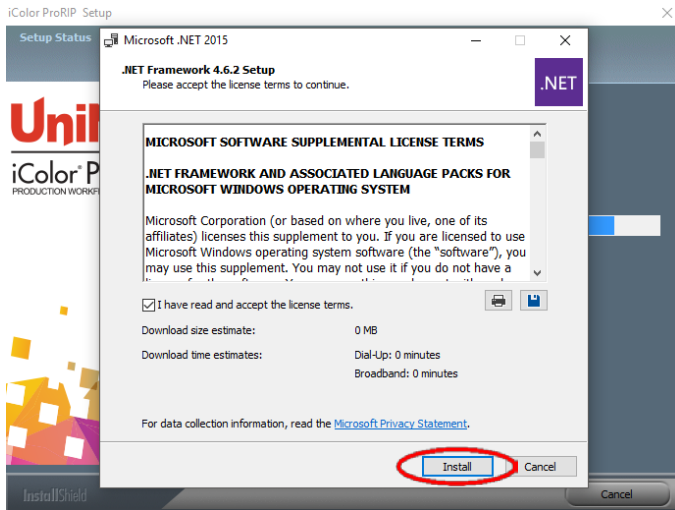 iColor ProRIP Setup
Setup Status
Microsoft .NET 2015
.NET Framework 4.6.2 Setup
Please accept the license terms to continue.
.NET
MICROSOFT SOFTWARE SUPPLEMENTAL LICENSE TERMS
.NET FRAMEWORK AND ASSOCIATED LANGUAGE PACKS FOR
MICROSOFT WINDOWS OPERATING SYSTEM
Microsoft Corporation (or based on where you live, one of its
affiliates) licenses this supplement to you. If you are licensed to use
Microsoft Windows operating system software (the “software”), you
may use this supplement. You may not use it if you do not have a
I have read and accept the license terms.
Download size estimate: 0 MB
Download time estimates: Dial-Up: 0 minutes
Broadband: 0 minutes
For data collection information, read the Microsoft Privacy Statement.
Install Cancel
Uni
iColor P
PRODUCTION WORKF
InstallShield
Cancel